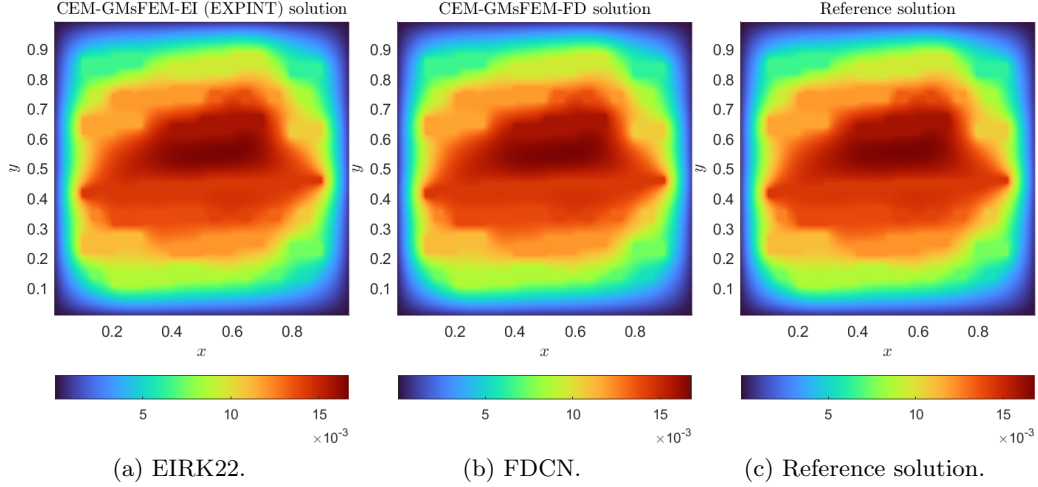 CEM-GMsFEM-EI (EXPINT) solution
0.9
0.8
0.7
0.6
0.5
0.4
0.3
0.2
0.1
y
0.2 0.4 0.6 0.8
x
5 10 15
×10⁻³
(a) EIRK22.
CEM-GMsFEM-FD solution
0.9
0.8
0.7
0.6
0.5
0.4
0.3
0.2
0.1
y
0.2 0.4 0.6 0.8
x
5 10 15
×10⁻³
(b) FDCN.
Reference solution
0.9
0.8
0.7
0.6
0.5
0.4
0.3
0.2
0.1
y
0.2 0.4 0.6 0.8
x
5 10 15
×10⁻³
(c) Reference solution.